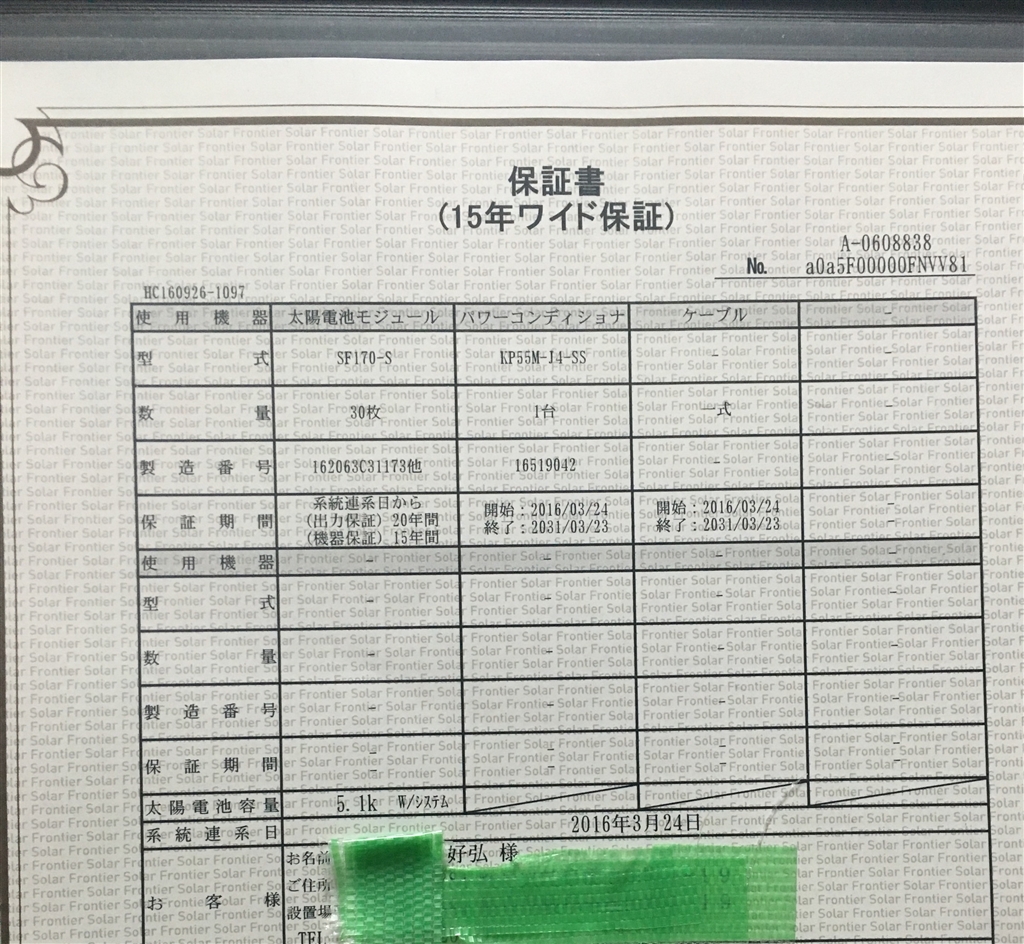 保証書
(15年ワイド保証)
A-0608838
No. a0a5F00000FNVV81
HC160926-1097
使用機器 太陽電池モジュール パワーコンディショナ ケーブル -
型式 SF170-S KP55M-J4-SS - -
数量 30枚 1台 一式 -
製造番号 162063C31173他 16519042 - -
保証期間 系統連系日から 開始:2016/03/24 開始:2016/03/24 -
(出力保証) 20年間 終了:2031/03/23 終了:2031/03/23 -
(機器保証) 15年間
使用機器 - - - -
型式 - - - -
数量 - - - -
製造番号 - - - -
保証期間 - - - -
- - - -
太陽電池容量 5.1k W/システム
系統連系日 2016年3月24日
お客様 お名前 好弘 様
ご住所
設置場
TEL
Solar Frontier